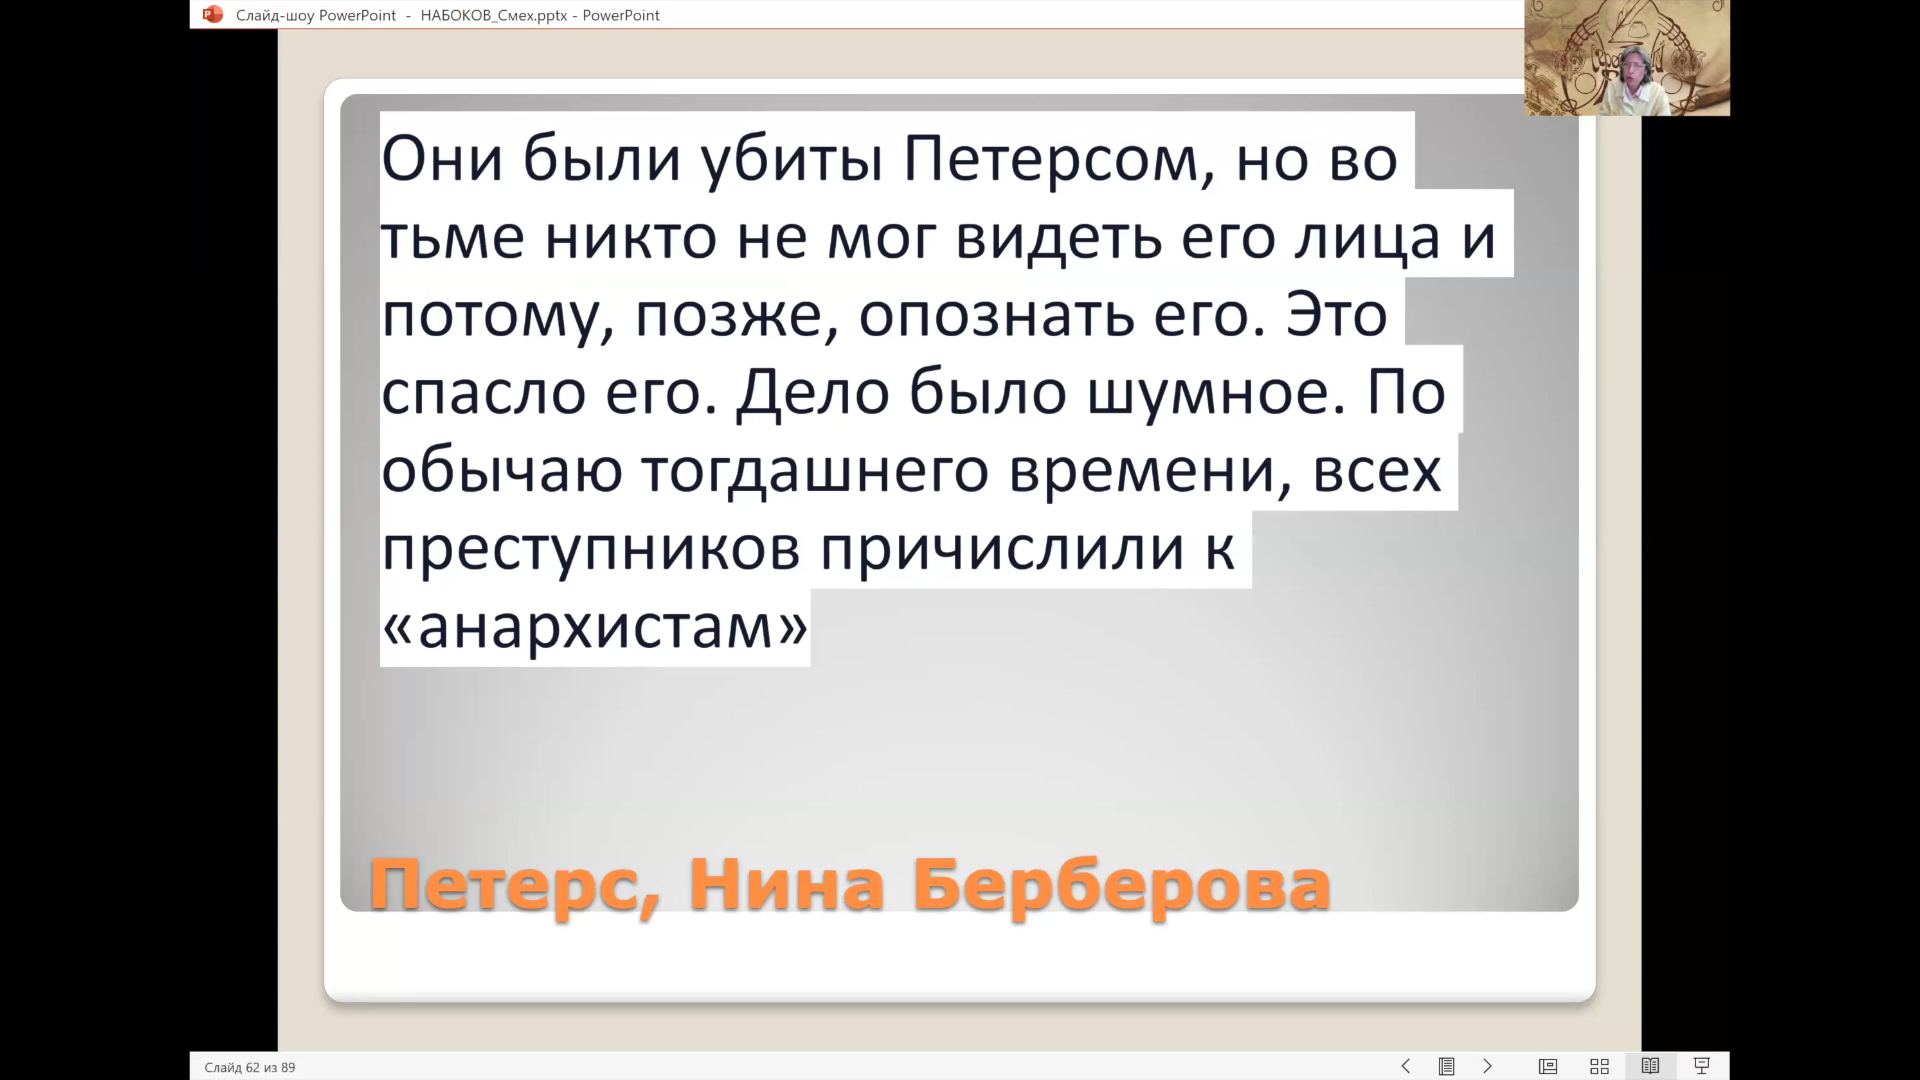 Слайд-шоу PowerPoint - НАБОКОВ_Смех.pptx - PowerPoint
Они были убиты Петерсом, но во
тьме никто не мог видеть его лица и
потому, позже, опознать его. Это
спасло его. Дело было шумное. По
обычаю тогдашнего времени, всех
преступников причислили к
«анархистам»
Петерс, Нина Берберова
Слайд 62 из 89